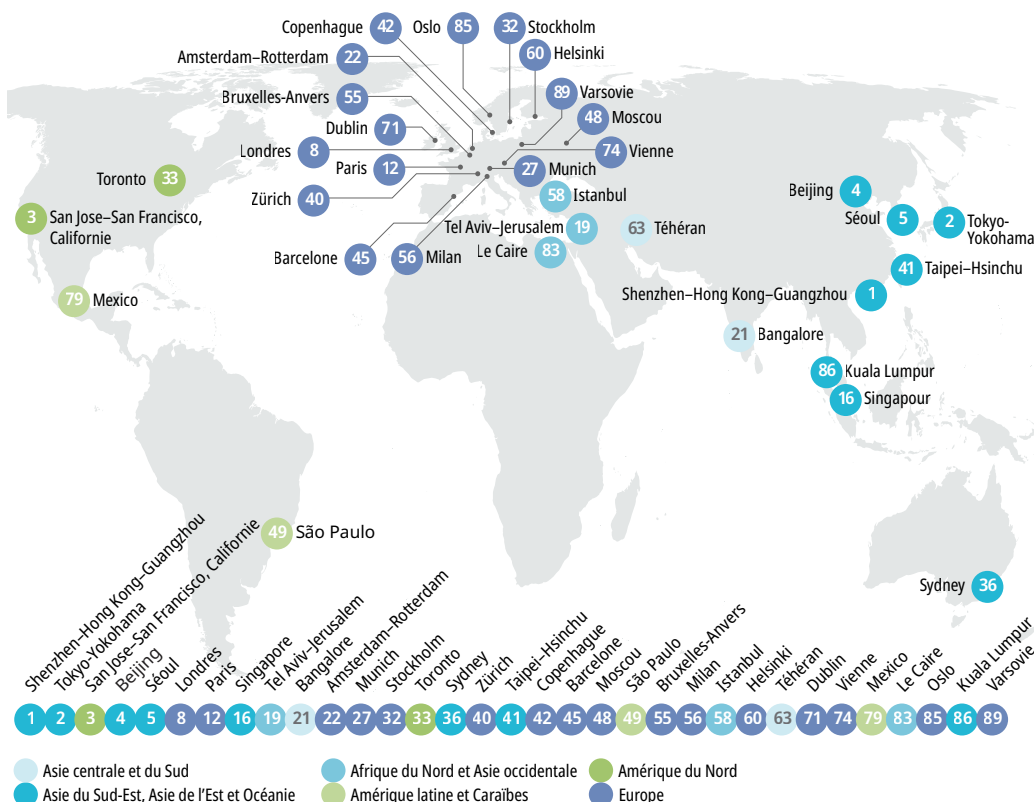 Copenhague 42
Oslo 85
32 Stockholm
Amsterdam–Rotterdam 22
60 Helsinki
Bruxelles-Anvers 55
89 Varsovie
Dublin 71
48 Moscou
Londres 8
74 Vienne
Paris 12
27 Munich
Toronto 33
Zürich 40
58 Istanbul
Beijing 4
3 San Jose–San Francisco,
Californie
Séoul 5
2 Tokyo-
Yokohama
Tel Aviv–Jerusalem 19
63 Téhéran
Le Caire 83
Barcelone 45
56 Milan
41 Taipei–Hsinchu
79 Mexico
Shenzhen–Hong Kong–Guangzhou 1
21 Bangalore
86 Kuala Lumpur
16 Singapour
49 São Paulo
Sydney 36
Shenzhen–Hong Kong–Guangzhou
Tokyo-Yokohama
San Jose–San Francisco, Californie
Beijing
Séoul
Londres
Paris
Singapore
Tel Aviv–Jerusalem
Bangalore
Amsterdam–Rotterdam
Munich
Stockholm
Toronto
Sydney
Zürich
Taipei–Hsinchu
Copenhague
Barcelone
Moscou
São Paulo
Bruxelles-Anvers
Milan
Istanbul
Helsinki
Téhéran
Dublin
Vienne
Mexico
Le Caire
Oslo
Kuala Lumpur
Varsovie
1 2 3 4 5 8 12 16 19 21 22 27 32 33 36 40 41 42 45 48 49 55 56 58 60 63 71 74 79 83 85 86 89
Asie centrale et du Sud
Afrique du Nord et Asie occidentale
Amérique du Nord
Asie du Sud-Est, Asie de l’Est et Océanie
Amérique latine et Caraïbes
Europe